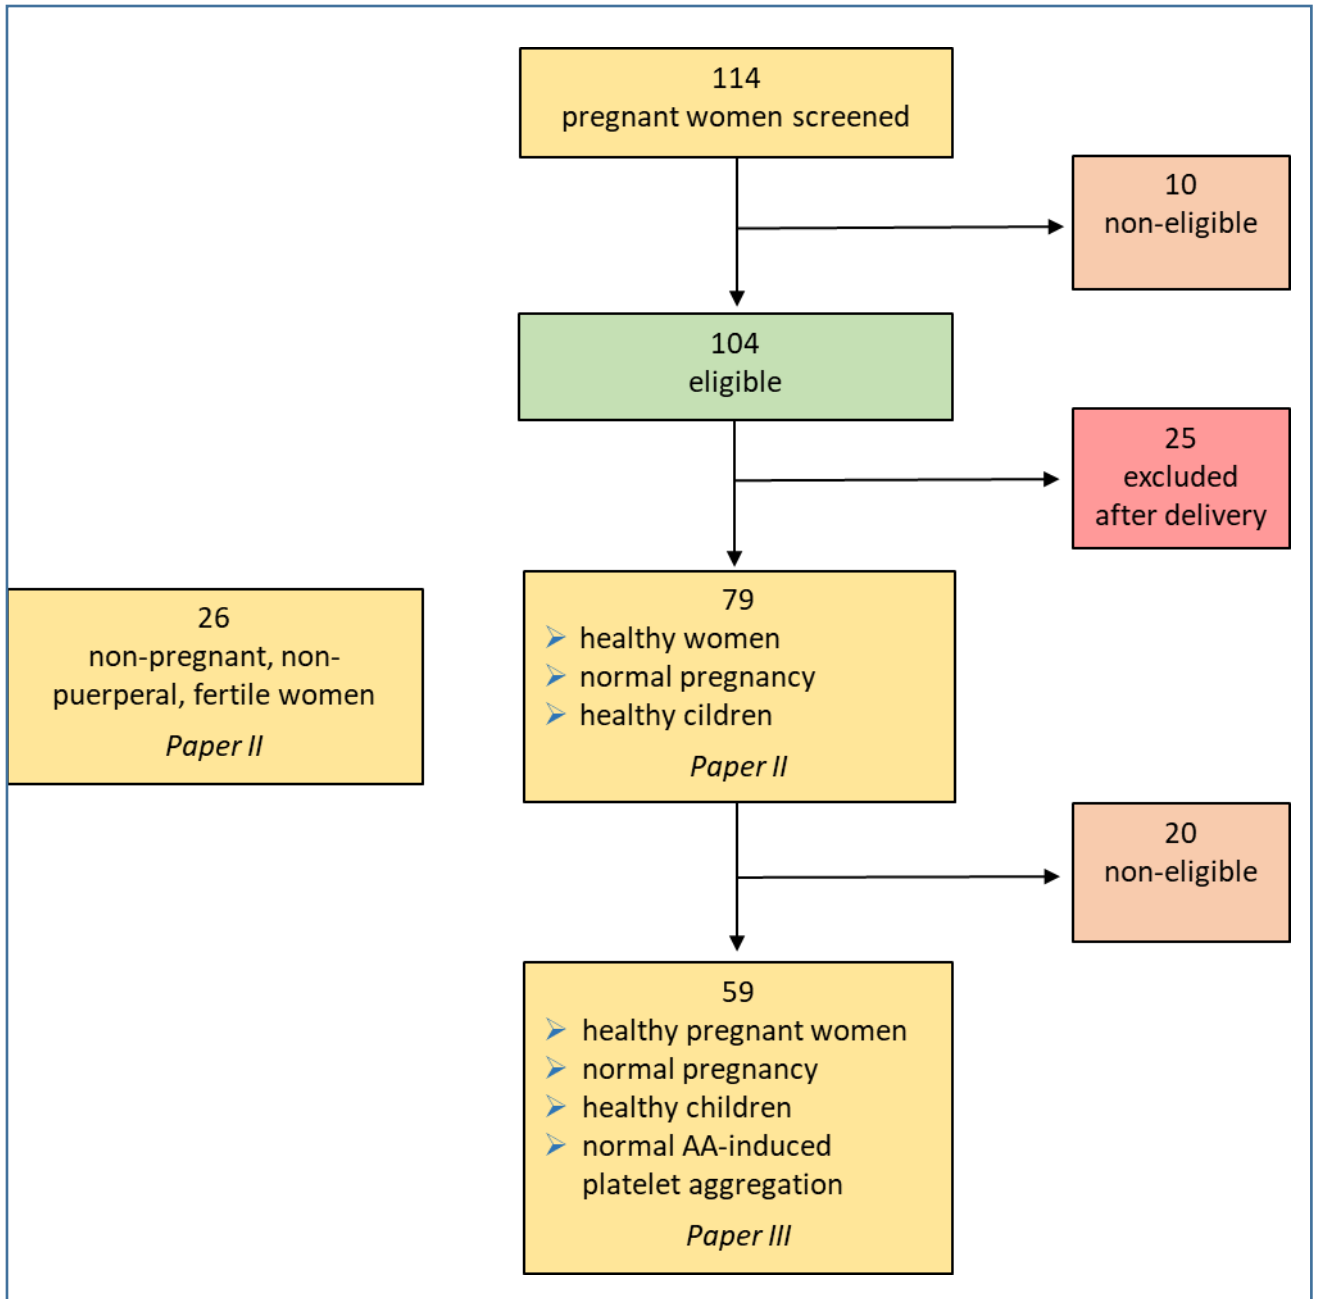 114
pregnant women screened
10
non-eligible
104
eligible
25
excluded
after delivery
26
non-pregnant, non-
puerperal, fertile women
Paper II
79
healthy women
normal pregnancy
healthy cildren
Paper II
20
non-eligible
59
healthy pregnant women
normal pregnancy
healthy children
normal AA-induced
platelet aggregation
Paper III